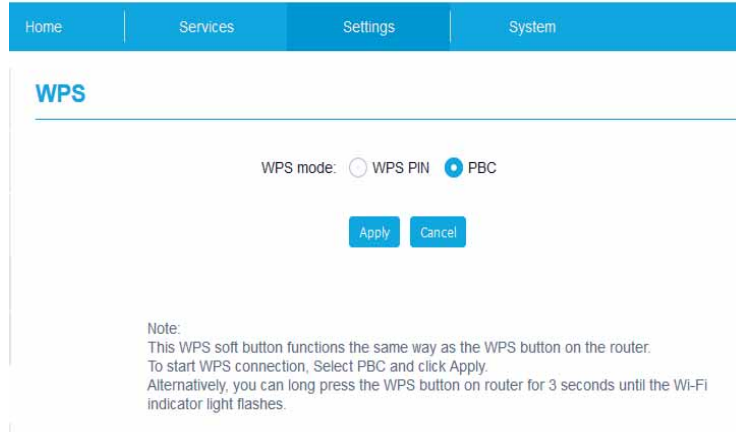 Home Services Settings System
WPS
WPS mode: WPS PIN PBC
Apply Cancel
Note:
This WPS soft button functions the same way as the WPS button on the router.
To start WPS connection, Select PBC and click Apply.
Alternatively, you can long press the WPS button on router for 3 seconds until the Wi-Fi
indicator light flashes.